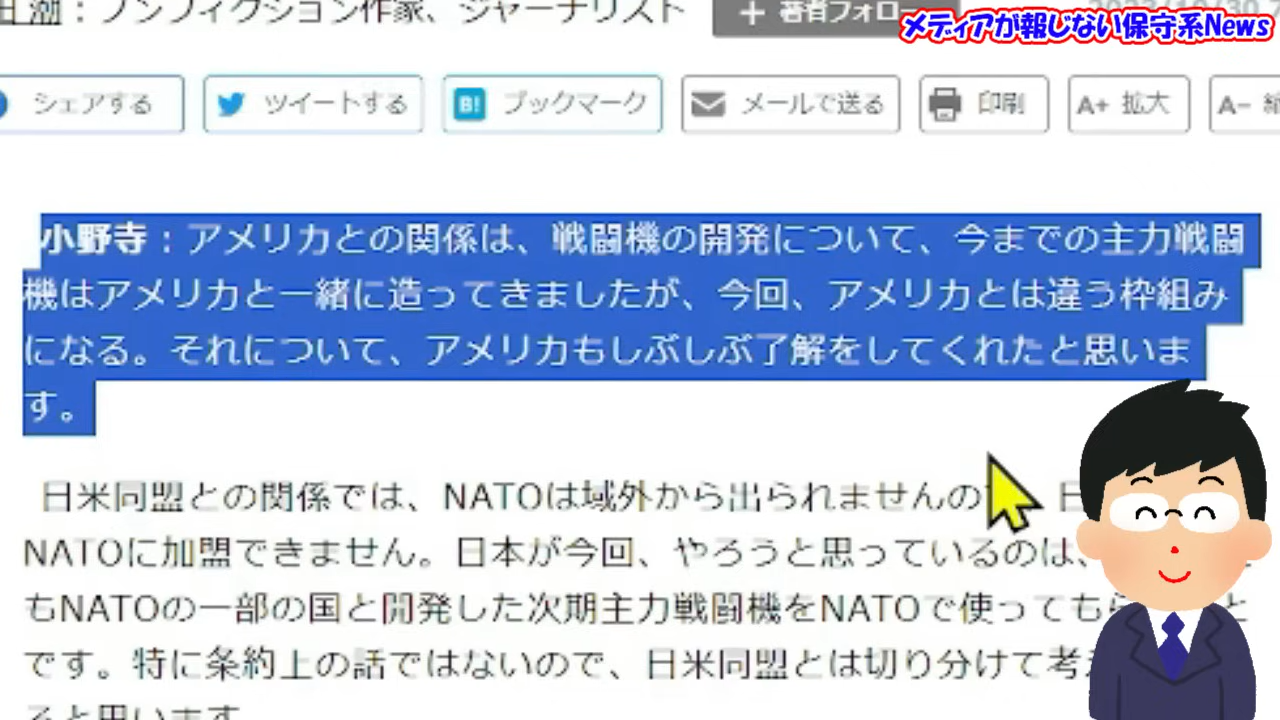 ：ノンフィクション作家、ジャーナリスト
＋ 著者フォロー
メディアが報じない保守系News
シェアする
ツイートする
B! ブックマーク
メールで送る
印刷
A+ 拡大
A−
小野寺：アメリカとの関係は、戦闘機の開発について、今までの主力戦闘
機はアメリカと一緒に造ってきましたが、今回、アメリカとは違う枠組み
になる。それについて、アメリカもしぶしぶ了解をしてくれたと思いま
す。
日米同盟との関係では、NATOは域外から出られませんの
NATOに加盟できません。日本が今回、やろうと思っているのは、
もNATOの一部の国と開発した次期主力戦闘機をNATOで使っても
です。特に条約上の話ではないので、日米同盟とは切り分けて考
ると思います